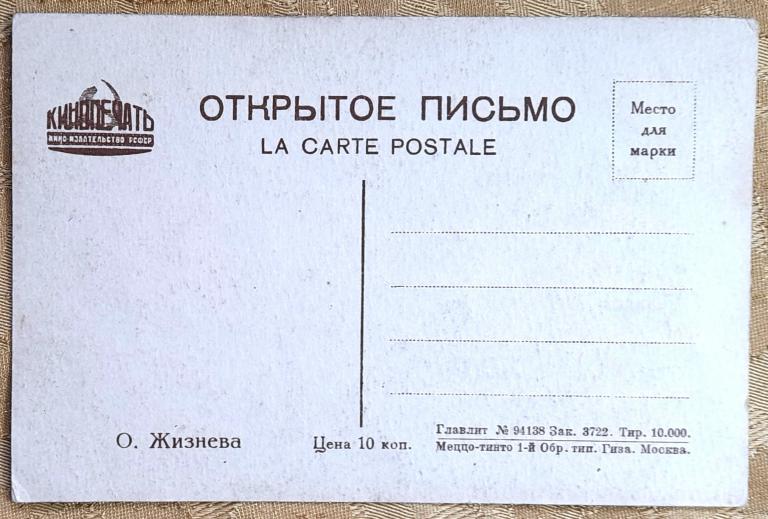 КИНОПЕЧАТЬ
КИНО-ИЗДАТЕЛЬСТВО РСФСР
ОТКРЫТОЕ ПИСЬМО
LA CARTE POSTALE
Место
для
марки
О. Жизнева
Цена 10 коп.
Главлит № 94138 Зак. 3722. Тир. 10.000.
Меццо-тинто 1-й Обр. тип. Гиза. Москва.